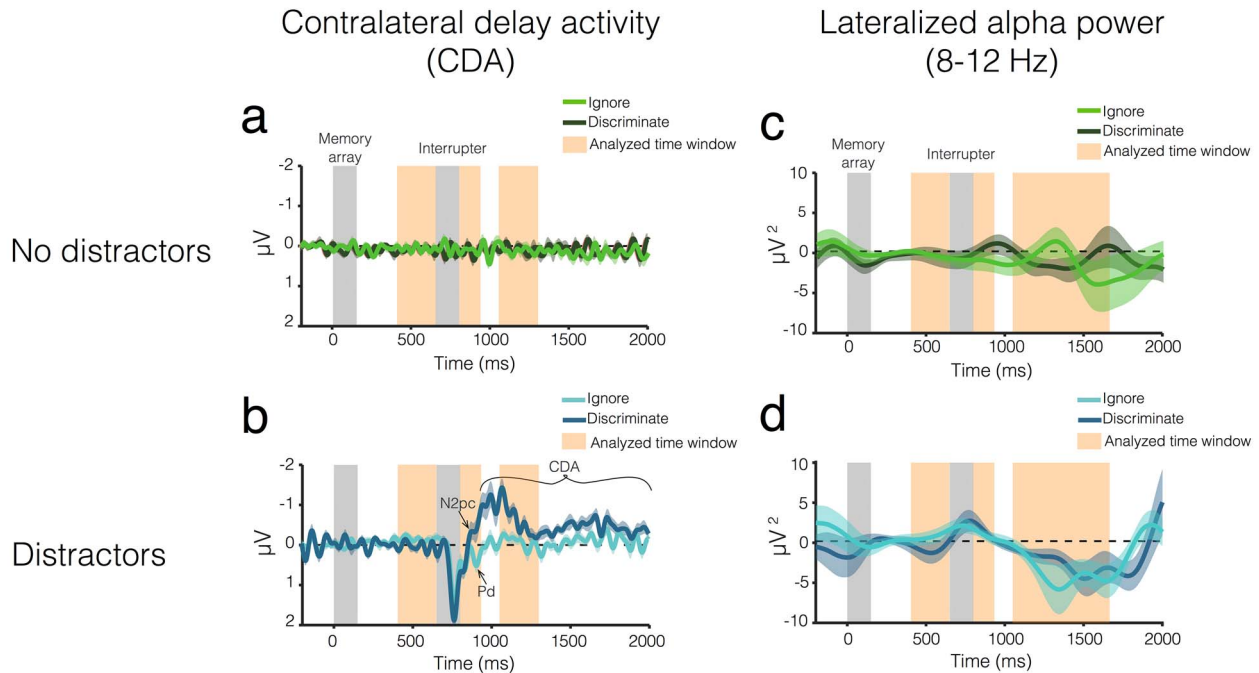 Contralateral delay activity
(CDA)
Lateralized alpha power
(8-12 Hz)
No distractors
a
Ignore
Discriminate
Analyzed time window
Memory
array
Interrupter
-2
-1
0
1
2
µV
0
500
1000
1500
2000
Time (ms)
c
Ignore
Discriminate
Analyzed time window
Memory
array
Interrupter
10
5
0
-5
-10
µV²
0
500
1000
1500
2000
Time (ms)
Distractors
b
Ignore
Discriminate
Analyzed time window
CDA
N2pc
Pd
-2
-1
0
1
2
µV
0
500
1000
1500
2000
Time (ms)
d
Ignore
Discriminate
Analyzed time window
10
5
0
-5
-10
µV²
0
500
1000
1500
2000
Time (ms)